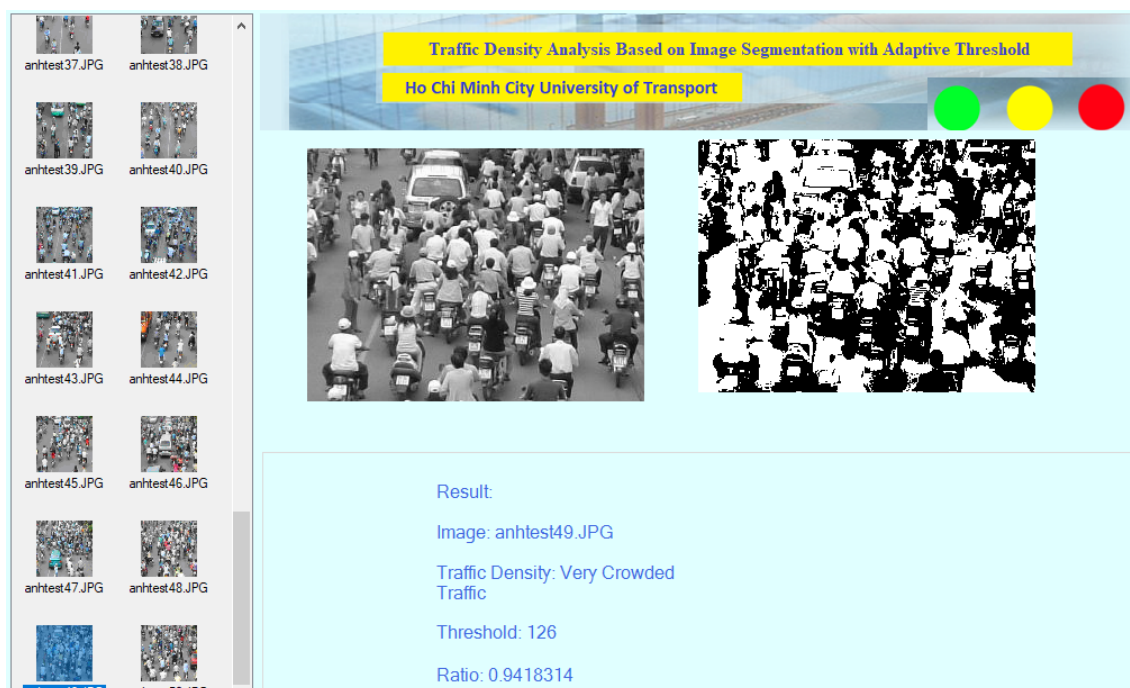 anhtest37.JPG
anhtest38.JPG
anhtest39.JPG
anhtest40.JPG
anhtest41.JPG
anhtest42.JPG
anhtest43.JPG
anhtest44.JPG
anhtest45.JPG
anhtest46.JPG
anhtest47.JPG
anhtest48.JPG
Traffic Density Analysis Based on Image Segmentation with Adaptive Threshold
Ho Chi Minh City University of Transport
Result:
Image: anhtest49.JPG
Traffic Density: Very Crowded
Traffic
Threshold: 126
Ratio: 0.9418314